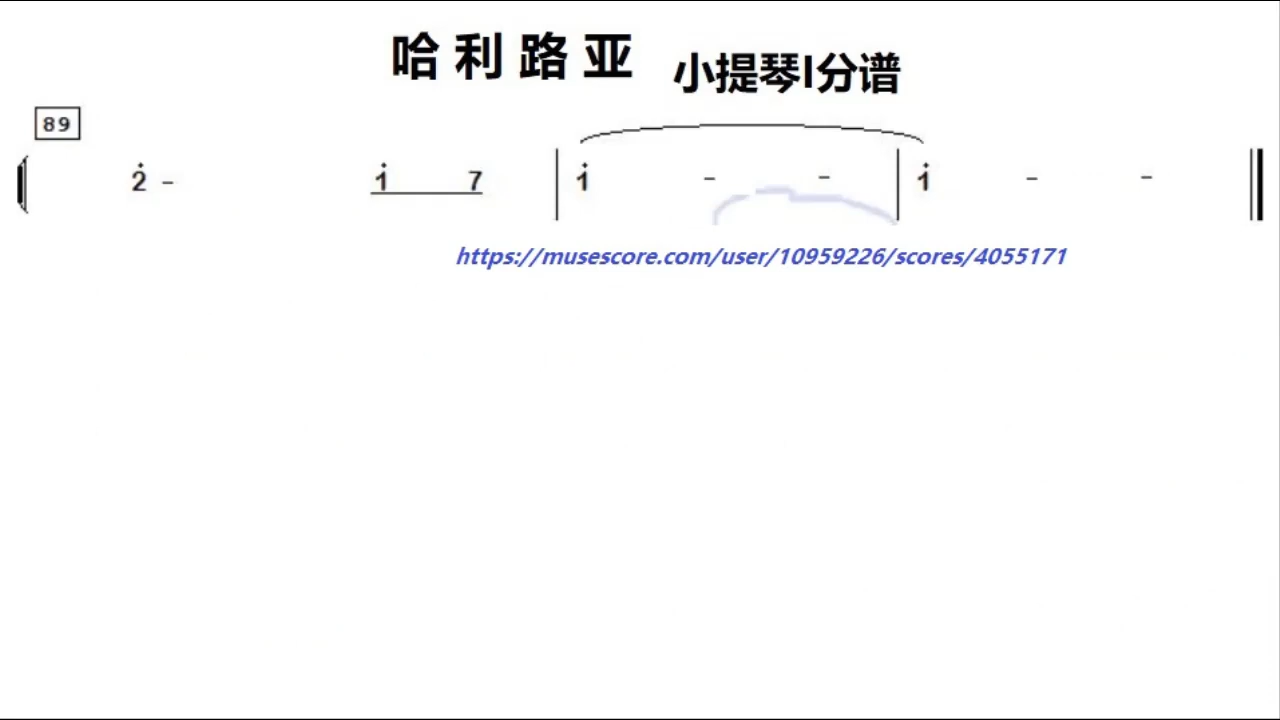 哈利路亚 小提琴I分谱
89
2̇ - 1̇ 7 | 1̇ - - | 1̇ - -
https://musescore.com/user/10959226/scores/4055171